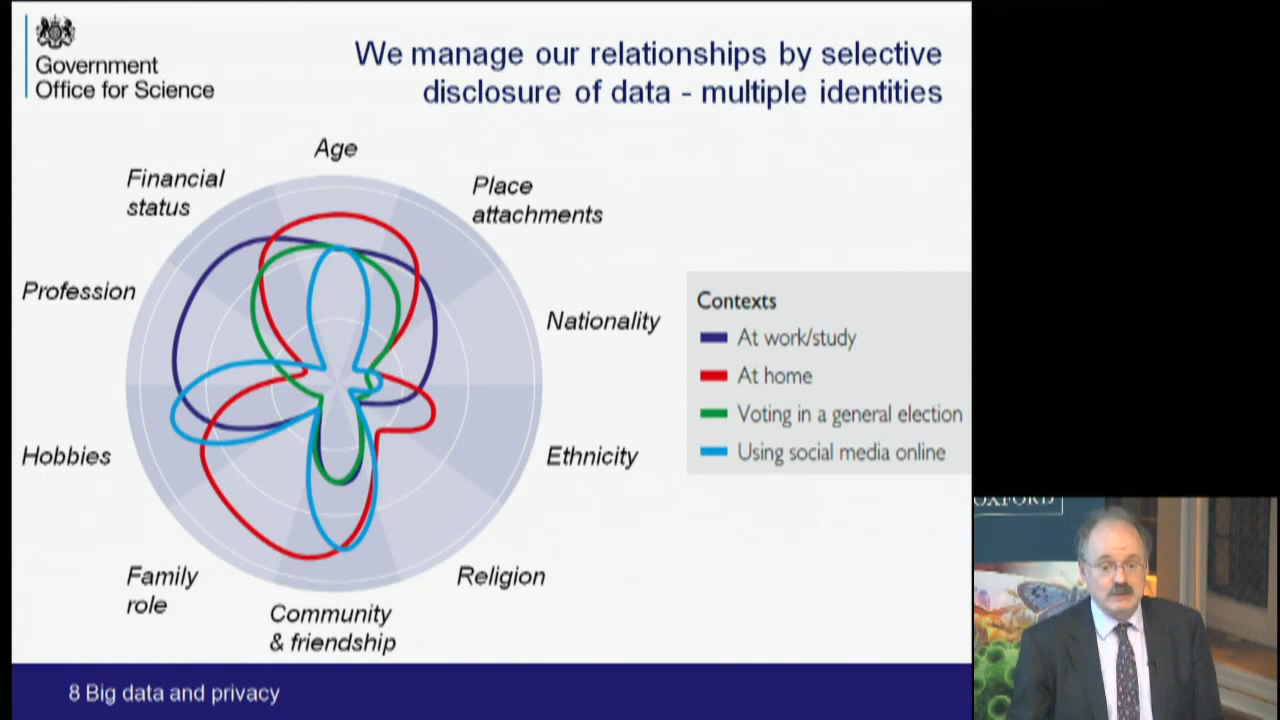 Government
Office for Science
We manage our relationships by selective
disclosure of data - multiple identities
Age
Financial
status
Place
attachments
Profession
Nationality
Hobbies
Ethnicity
Family
role
Religion
Community
& friendship
Contexts
At work/study
At home
Voting in a general election
Using social media online
8 Big data and privacy
OXFORD